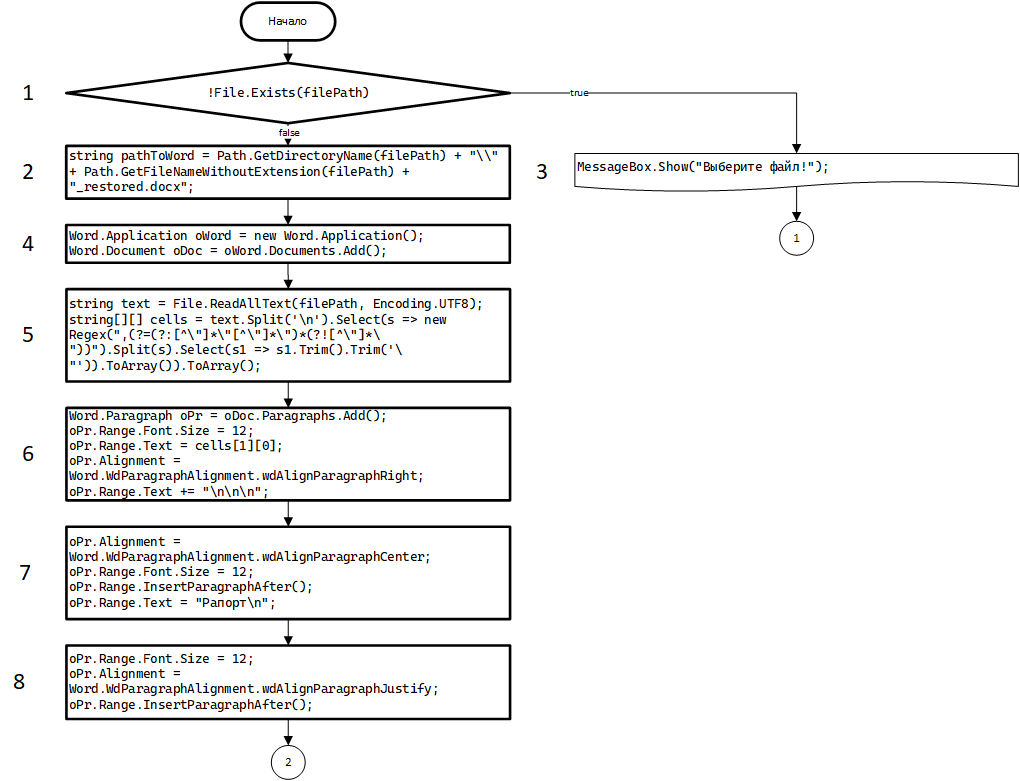 Начало
1
!File.Exists(filePath)
true
false
2
string pathToWord = Path.GetDirectoryName(filePath) + "\\"
+ Path.GetFileNameWithoutExtension(filePath) +
"_restored.docx";
3
MessageBox.Show("Выберите файл!");
1
4
Word.Application oWord = new Word.Application();
Word.Document oDoc = oWord.Documents.Add();
5
string text = File.ReadAllText(filePath, Encoding.UTF8);
string[][] cells = text.Split('\n').Select(s => new
Regex(",(?=(?:[^\"]*\"[^\"]*\")*(?![^\"]*\
"))").Split(s).Select(s1 => s1.Trim().Trim('\
"')).ToArray()).ToArray();
6
Word.Paragraph oPr = oDoc.Paragraphs.Add();
oPr.Range.Font.Size = 12;
oPr.Range.Text = cells[1][0];
oPr.Alignment =
Word.WdParagraphAlignment.wdAlignParagraphRight;
oPr.Range.Text += "\n\n\n";
7
oPr.Alignment =
Word.WdParagraphAlignment.wdAlignParagraphCenter;
oPr.Range.Font.Size = 12;
oPr.Range.InsertParagraphAfter();
oPr.Range.Text = "Рапорт\n";
8
oPr.Range.Font.Size = 12;
oPr.Alignment =
Word.WdParagraphAlignment.wdAlignParagraphJustify;
oPr.Range.InsertParagraphAfter();
2